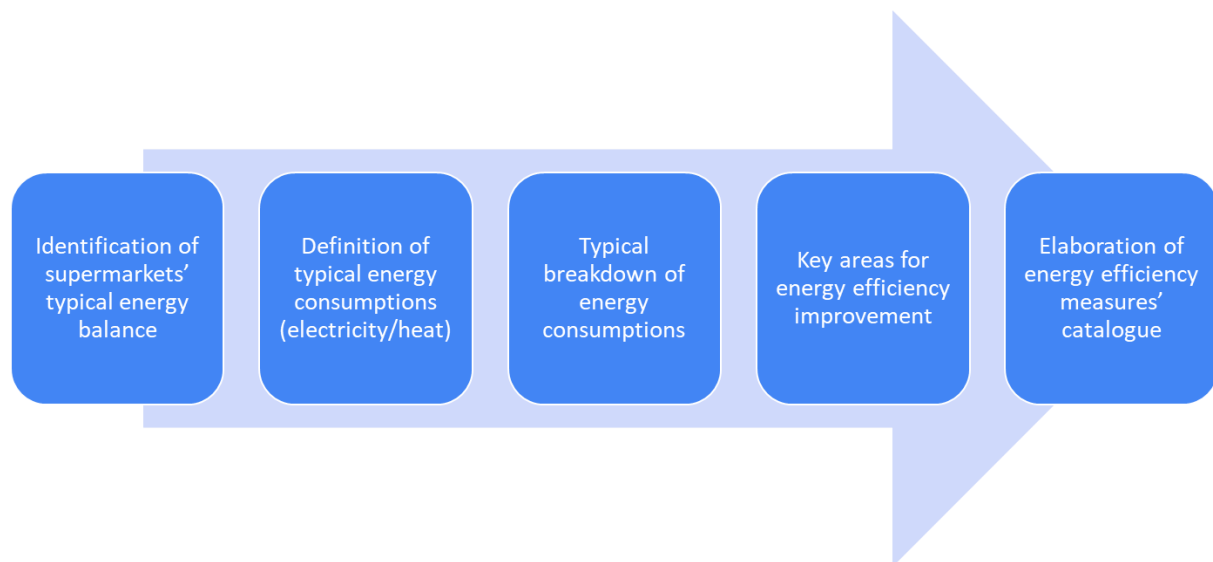 Identification of
supermarkets’
typical energy
balance
Definition of
typical energy
consumptions
(electricity/heat)
Typical
breakdown of
energy
consumptions
Key areas for
energy efficiency
improvement
Elaboration of
energy efficiency
measures’
catalogue